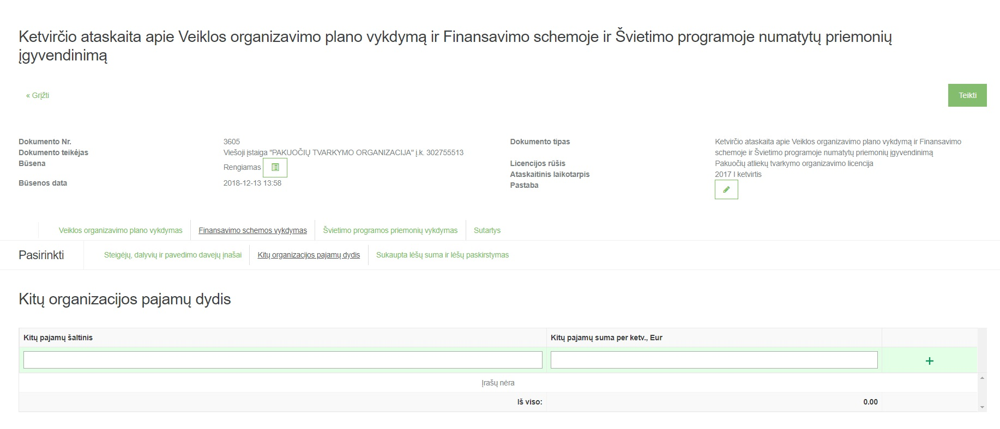 Ketvirčio ataskaita apie Veiklos organizavimo plano vykdymą ir Finansavimo schemoje ir Švietimo programoje numatytų priemonių
įgyvendinimą
« Grįžti
Teikti
Dokumento Nr.
3605
Dokumento teikėjas
Viešoji įstaiga "PAKUOČIŲ TVARKYMO ORGANIZACIJA" į.k. 302755513
Būsena
Rengiamas
Būsenos data
2018-12-13 13:58
Dokumento tipas
Ketvirčio ataskaita apie Veiklos organizavimo plano vykdymą ir Finansavimo
schemoje ir Švietimo programoje numatytų priemonių įgyvendinimą
Licencijos rūšis
Pakuočių atliekų tvarkymo organizavimo licencija
Ataskaitinis laikotarpis
2017 I ketvirtis
Pastaba
Veiklos organizavimo plano vykdymas
Finansavimo schemos vykdymas
Švietimo programos priemonių vykdymas
Sutartys
Pasirinkti
Steigėjų, dalyvių ir pavedimo davejų įnašai
Kitų organizacijos pajamų dydis
Sukaupta lėšų suma ir lėšų paskirstymas
Kitų organizacijos pajamų dydis
Kitų pajamų šaltinis
Kitų pajamų suma per ketv., Eur
Įrašų nėra
Iš viso:
0.00